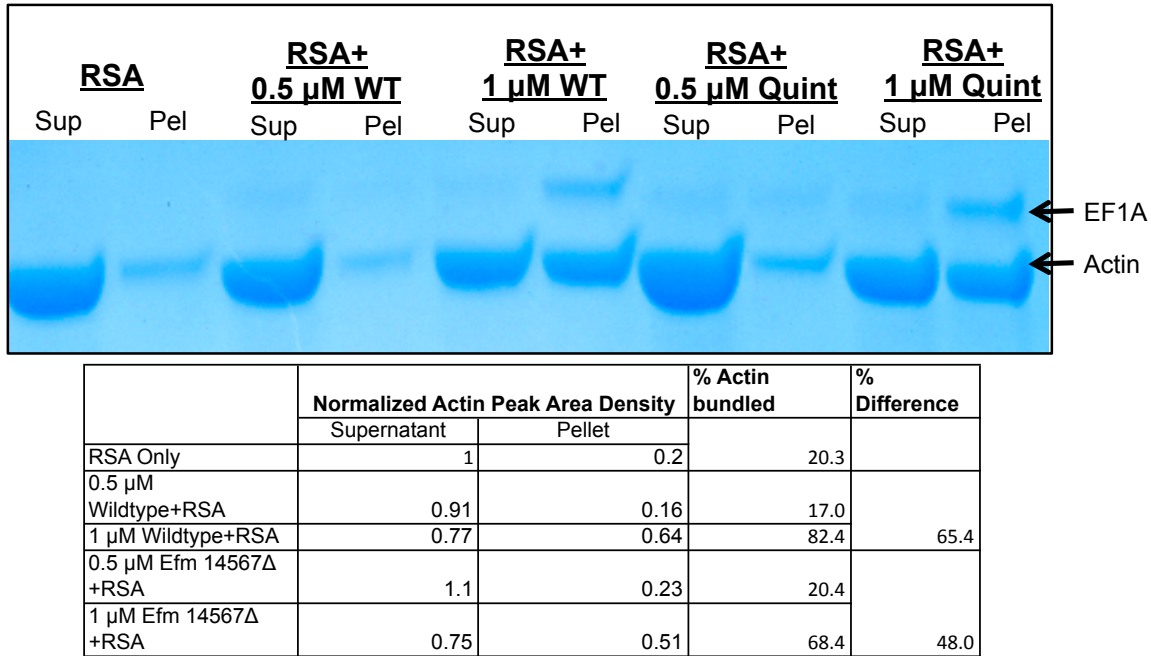 RSA
RSA+
0.5 µM WT
RSA+
1 µM WT
RSA+
0.5 µM Quint
RSA+
1 µM Quint
Sup Pel Sup Pel Sup Pel Sup Pel Sup Pel
EF1A
Actin
Normalized Actin Peak Area Density % Actin bundled % Difference
Supernatant Pellet
RSA Only 1 0.2 20.3
0.5 µM
Wildtype+RSA 0.91 0.16 17.0
1 µM Wildtype+RSA 0.77 0.64 82.4 65.4
0.5 µM Efm 14567Δ
+RSA 1.1 0.23 20.4
1 µM Efm 14567Δ
+RSA 0.75 0.51 68.4 48.0